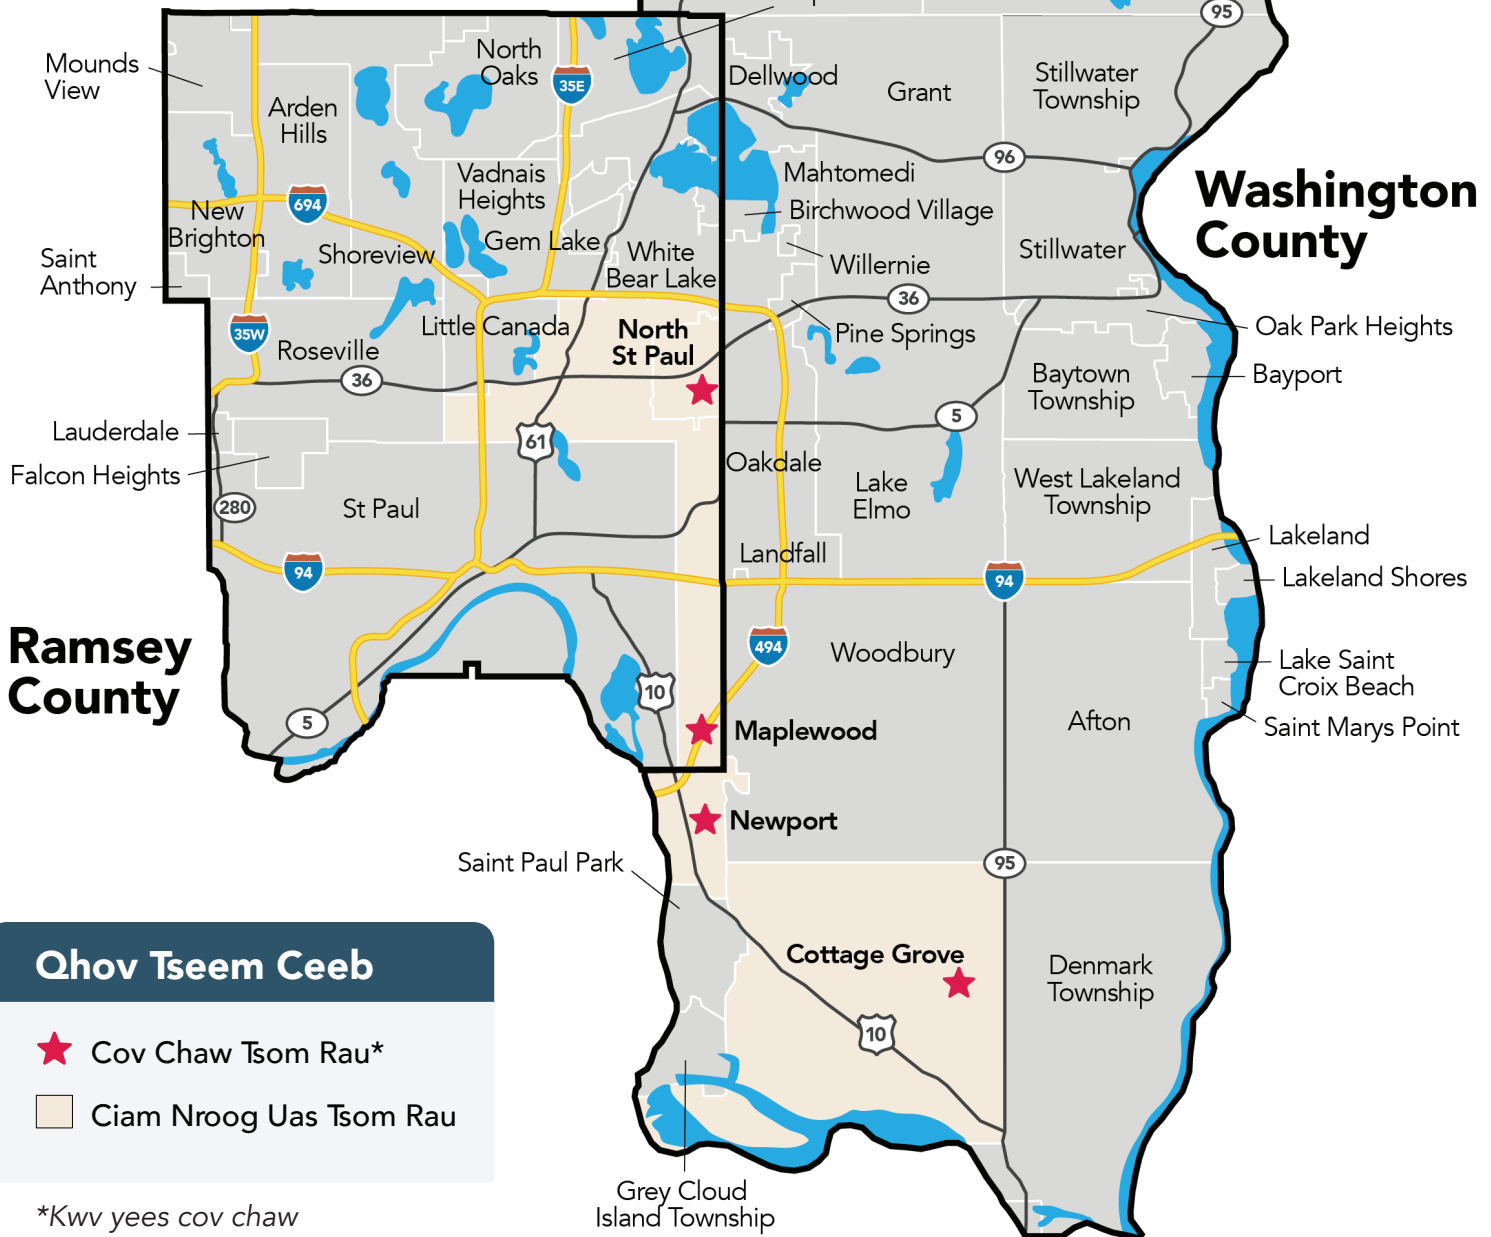 95
Mounds
View
North
Oaks
35E
Dellwood
Grant
Stillwater
Township
Arden
Hills
96
Vadnais
Heights
Mahtomedi
Washington
County
694
New
Brighton
Birchwood Village
Shoreview
Gem Lake
White
Bear Lake
Stillwater
Saint
Anthony
Willernie
36
35W
Little Canada
North
St Paul
Pine Springs
Oak Park Heights
Roseville
36
Baytown
Township
Bayport
5
Lauderdale
61
Falcon Heights
Oakdale
Lake
Elmo
West Lakeland
Township
280
St Paul
Landfall
Lakeland
94
94
Lakeland Shores
Ramsey
County
494
Woodbury
Lake Saint
Croix Beach
10
5
Maplewood
Afton
Saint Marys Point
Newport
Saint Paul Park
95
Cottage Grove
Denmark
Township
10
Qhov Tseem Ceeb
Cov Chaw Tsom Rau*
Ciam Nroog Uas Tsom Rau
*Kwv yees cov chaw
Grey Cloud
Island Township